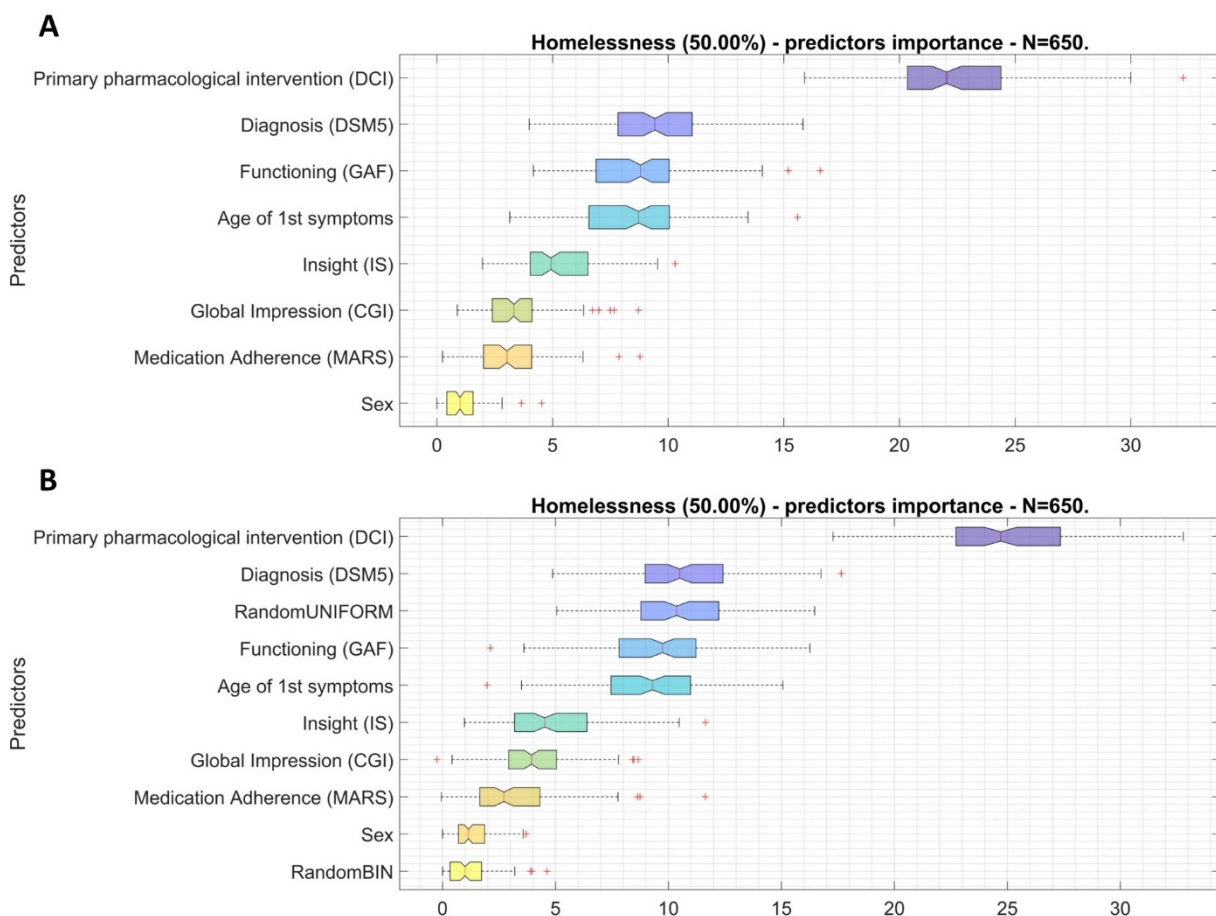 A
Homelessness (50.00%) - predictors importance - N=650.
Predictors
Primary pharmacological intervention (DCI)
Diagnosis (DSM5)
Functioning (GAF)
Age of 1st symptoms
Insight (IS)
Global Impression (CGI)
Medication Adherence (MARS)
Sex
0 5 10 15 20 25 30
B
Homelessness (50.00%) - predictors importance - N=650.
Predictors
Primary pharmacological intervention (DCI)
Diagnosis (DSM5)
RandomUNIFORM
Functioning (GAF)
Age of 1st symptoms
Insight (IS)
Global Impression (CGI)
Medication Adherence (MARS)
Sex
RandomBIN
0 5 10 15 20 25 30